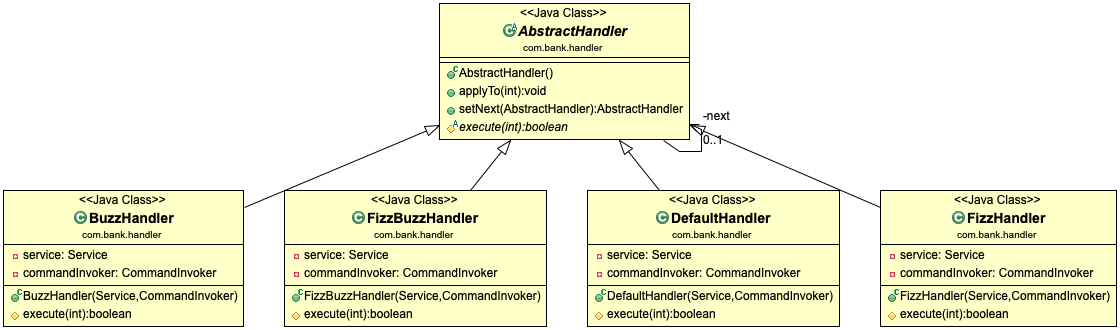 <<Java Class>>
AbstractHandler
com.bank.handler
AbstractHandler()
applyTo(int):void
setNext(AbstractHandler):AbstractHandler
execute(int):boolean
-next
0..1
<<Java Class>>
BuzzHandler
com.bank.handler
service: Service
commandInvoker: CommandInvoker
BuzzHandler(Service,CommandInvoker)
execute(int):boolean
<<Java Class>>
FizzBuzzHandler
com.bank.handler
service: Service
commandInvoker: CommandInvoker
FizzBuzzHandler(Service,CommandInvoker)
execute(int):boolean
<<Java Class>>
DefaultHandler
com.bank.handler
service: Service
commandInvoker: CommandInvoker
DefaultHandler(Service,CommandInvoker)
execute(int):boolean
<<Java Class>>
FizzHandler
com.bank.handler
service: Service
commandInvoker: CommandInvoker
FizzHandler(Service,CommandInvoker)
execute(int):boolean